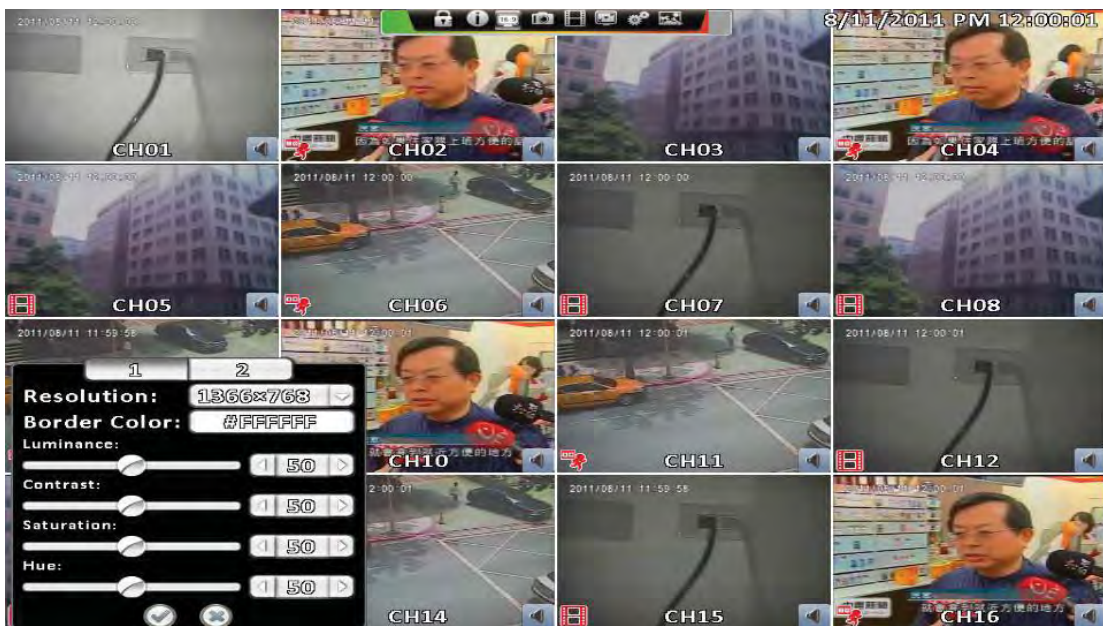 8/11/2011 PM 12:00:01
CH01
CH02
CH03
CH04
CH05
2011/08/11 12:00:00
CH06
2011/08/11 12:00:00
CH07
CH08
2011/08/11 11:59:58
CH10
就會拿到就近方便的地方
2011/08/11 12:00:01
CH11
2011/08/11 12:00:01
CH12
1
2
Resolution:
1366×768
Border Color:
#FFFFFF
Luminance:
50
Contrast:
50
Saturation:
50
Hue:
50
CH14
2011/08/11 11:59:58
CH15
CH16